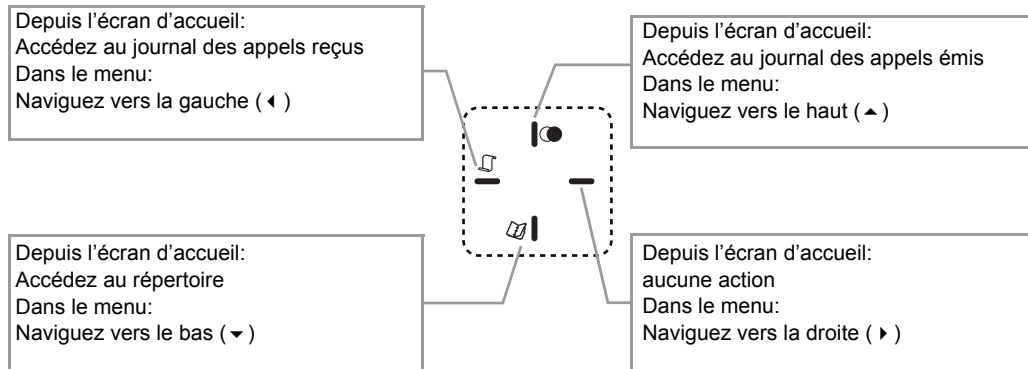 Depuis l’écran d’accueil:
Accédez au journal des appels reçus
Dans le menu:
Naviguez vers la gauche ( ◂ )
Depuis l’écran d’accueil:
Accédez au journal des appels émis
Dans le menu:
Naviguez vers le haut ( ▴ )
Depuis l’écran d’accueil:
Accédez au répertoire
Dans le menu:
Naviguez vers le bas ( ▾ )
Depuis l’écran d’accueil:
aucune action
Dans le menu:
Naviguez vers la droite ( ▸ )